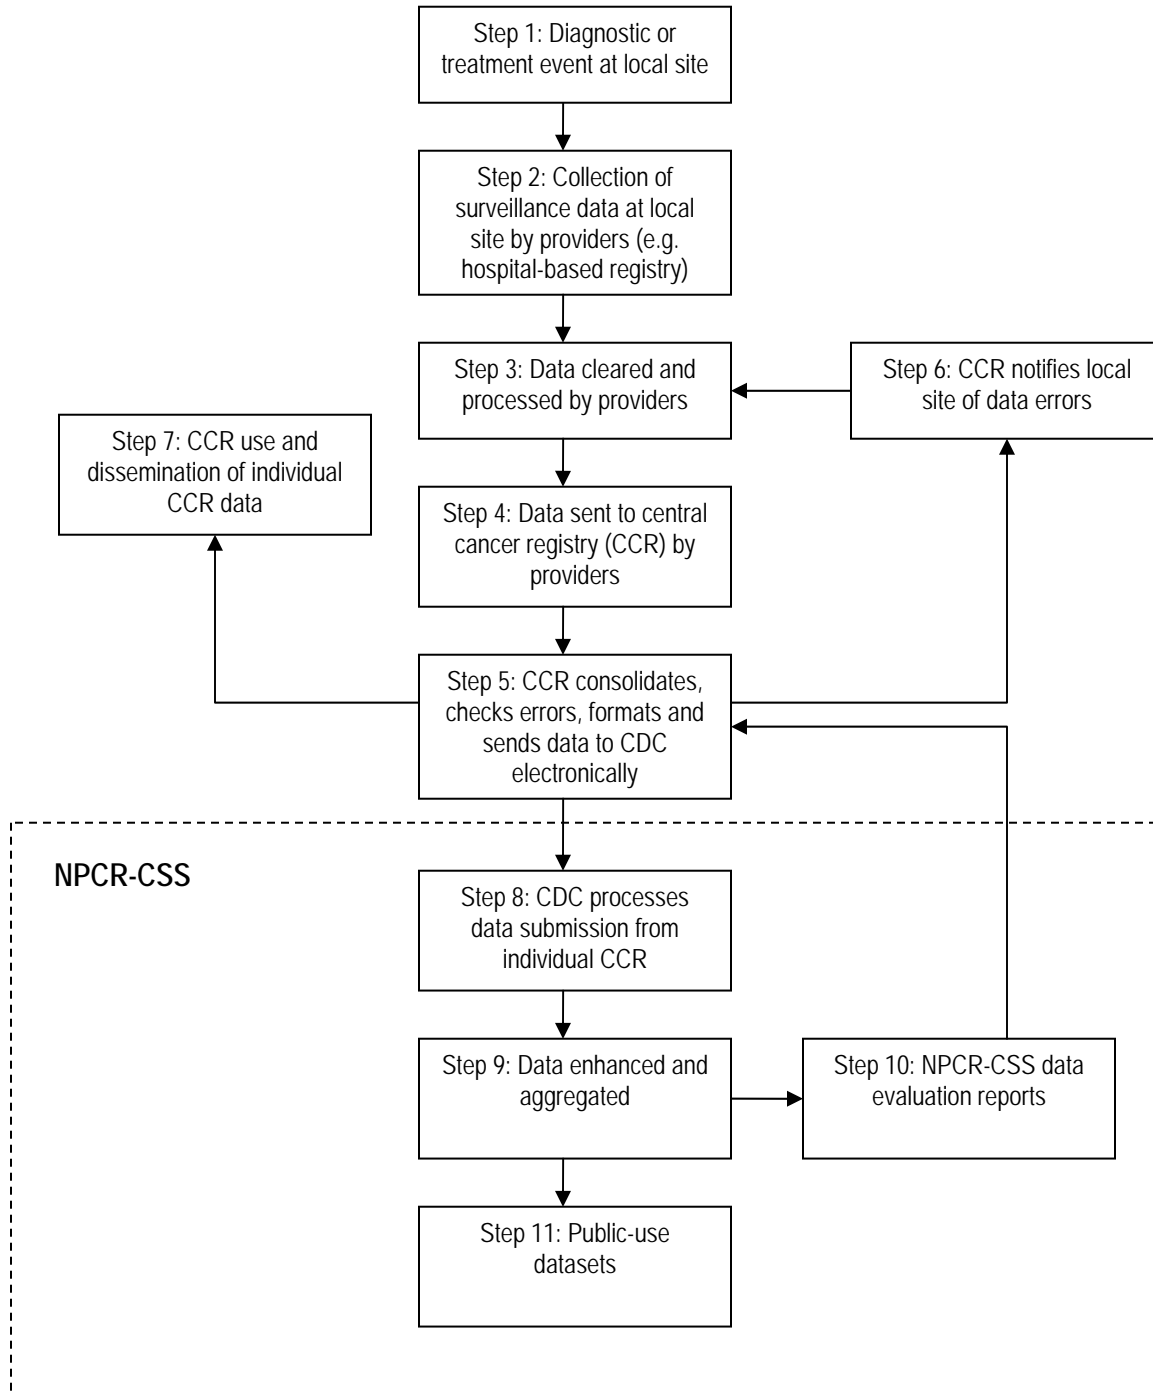 Step 1: Diagnostic or
treatment event at local site
Step 2: Collection of
surveillance data at local
site by providers (e.g.
hospital-based registry)
Step 3: Data cleared and
processed by providers
Step 6: CCR notifies local
site of data errors
Step 7: CCR use and
dissemination of individual
CCR data
Step 4: Data sent to central
cancer registry (CCR) by
providers
Step 5: CCR consolidates,
checks errors, formats and
sends data to CDC
electronically
NPCR-CSS
Step 8: CDC processes
data submission from
individual CCR
Step 9: Data enhanced and
aggregated
Step 10: NPCR-CSS data
evaluation reports
Step 11: Public-use
datasets